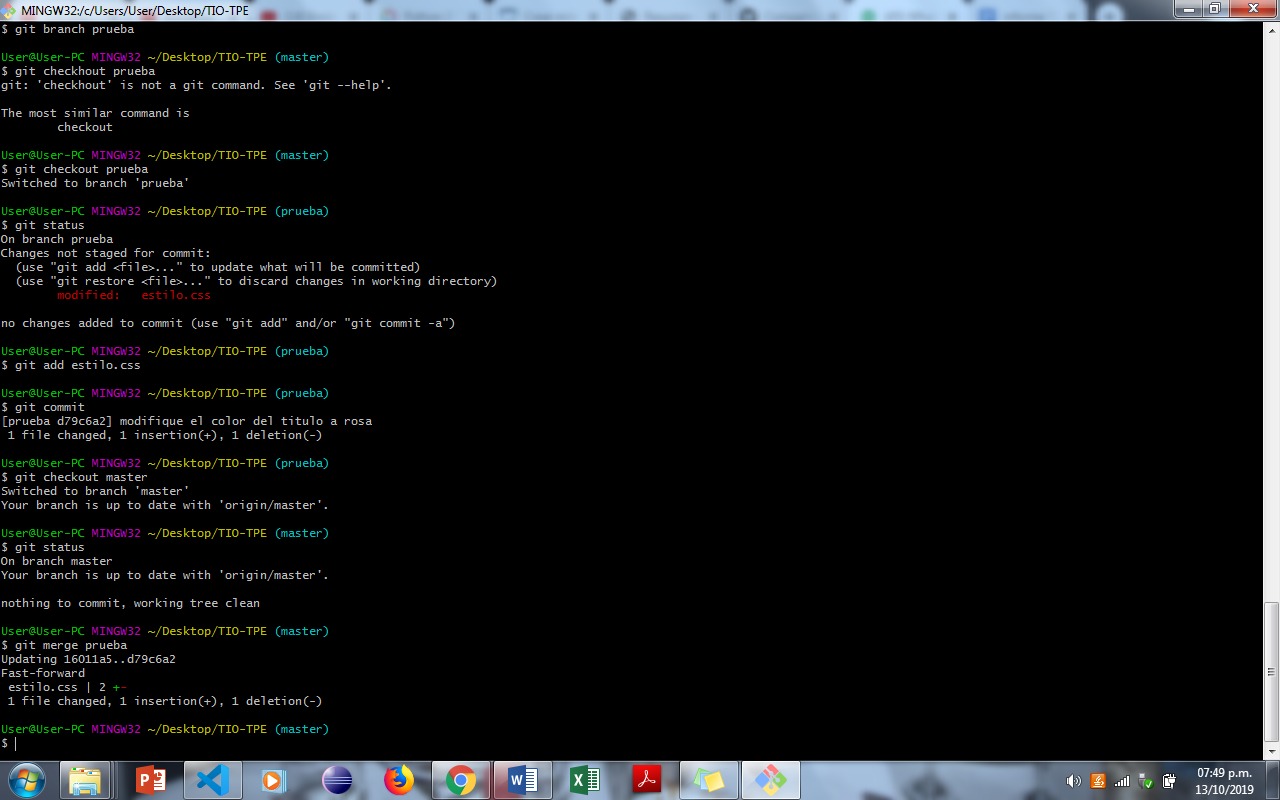 MINGW32:/c/Users/User/Desktop/TIO-TPE
$ git branch prueba
User@User-PC MINGW32 ~/Desktop/TIO-TPE (master)
$ git checkhout prueba
git: 'checkhout' is not a git command. See 'git --help'.
The most similar command is
checkout
User@User-PC MINGW32 ~/Desktop/TIO-TPE (master)
$ git checkout prueba
Switched to branch 'prueba'
User@User-PC MINGW32 ~/Desktop/TIO-TPE (prueba)
$ git status
On branch prueba
Changes not staged for commit:
(use "git add <file>..." to update what will be committed)
(use "git restore <file>..." to discard changes in working directory)
modified: estilo.css
no changes added to commit (use "git add" and/or "git commit -a")
User@User-PC MINGW32 ~/Desktop/TIO-TPE (prueba)
$ git add estilo.css
User@User-PC MINGW32 ~/Desktop/TIO-TPE (prueba)
$ git commit
[prueba d79c6a2] modifique el color del titulo a rosa
1 file changed, 1 insertion(+), 1 deletion(-)
User@User-PC MINGW32 ~/Desktop/TIO-TPE (prueba)
$ git checkout master
Switched to branch 'master'
Your branch is up to date with 'origin/master'.
User@User-PC MINGW32 ~/Desktop/TIO-TPE (master)
$ git status
On branch master
Your branch is up to date with 'origin/master'.
nothing to commit, working tree clean
User@User-PC MINGW32 ~/Desktop/TIO-TPE (master)
$ git merge prueba
Updating 16011a5..d79c6a2
Fast-forward
estilo.css | 2 +-
1 file changed, 1 insertion(+), 1 deletion(-)
User@User-PC MINGW32 ~/Desktop/TIO-TPE (master)
$
07:49 p.m.
13/10/2019